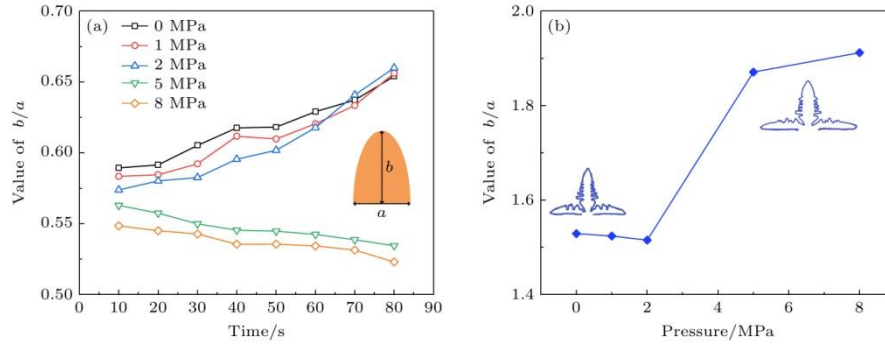 (a)
0 MPa
1 MPa
2 MPa
5 MPa
8 MPa
Value of b/a
0.70
0.65
0.60
0.55
0.50
b
a
0 10 20 30 40 50 60 70 80 90
Time/s
(b)
Value of b/a
2.0
1.8
1.6
1.4
0 2 4 6 8
Pressure/MPa